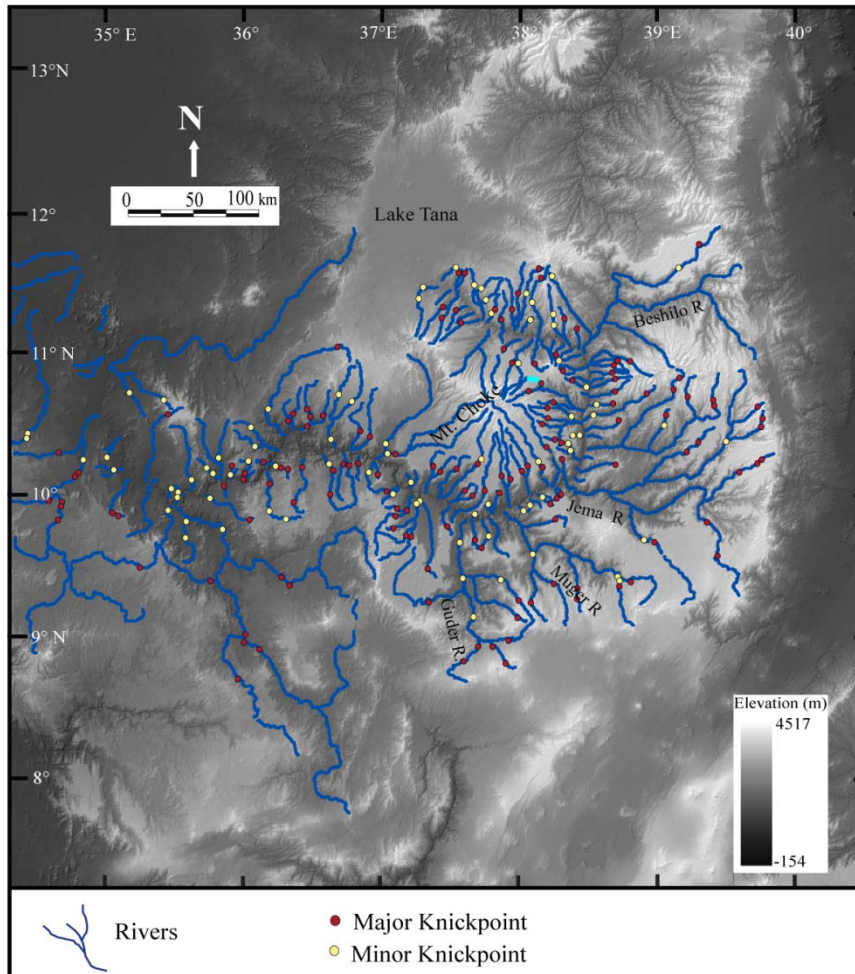 35° E
36°
37°E
38°E
39°E
40°
13°N
N
0 50 100 km
12°
Lake Tana
Beshilo R
11° N
Mt. Choke
10°
Jema R
Muger R
Guder R.
9° N
Elevation (m)
4517
8°
-154
Rivers
Major Knickpoint
Minor Knickpoint